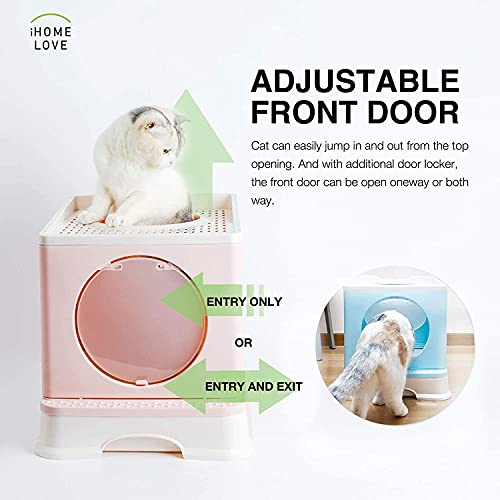 iHOME
LOVE
ADJUSTABLE
FRONT DOOR
Cat can easily jump in and out from the top
opening. And with additional door locker,
the front door can be open oneway or both
way.
ENTRY ONLY
OR
ENTRY AND EXIT